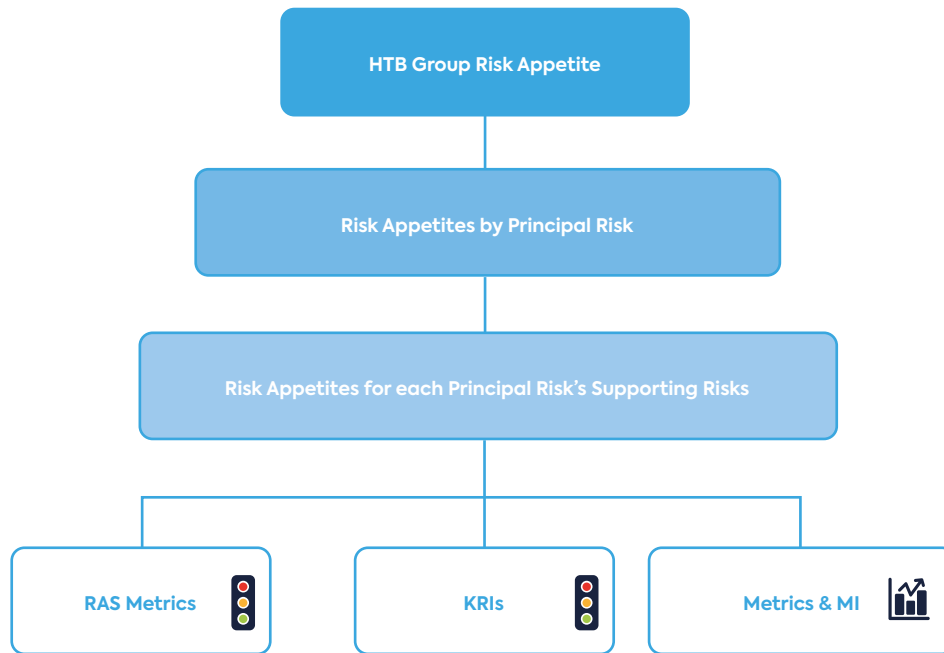 HTB Group Risk Appetite
Risk Appetites by Principal Risk
Risk Appetites for each Principal Risk’s Supporting Risks
RAS Metrics
KRIs
Metrics & MI